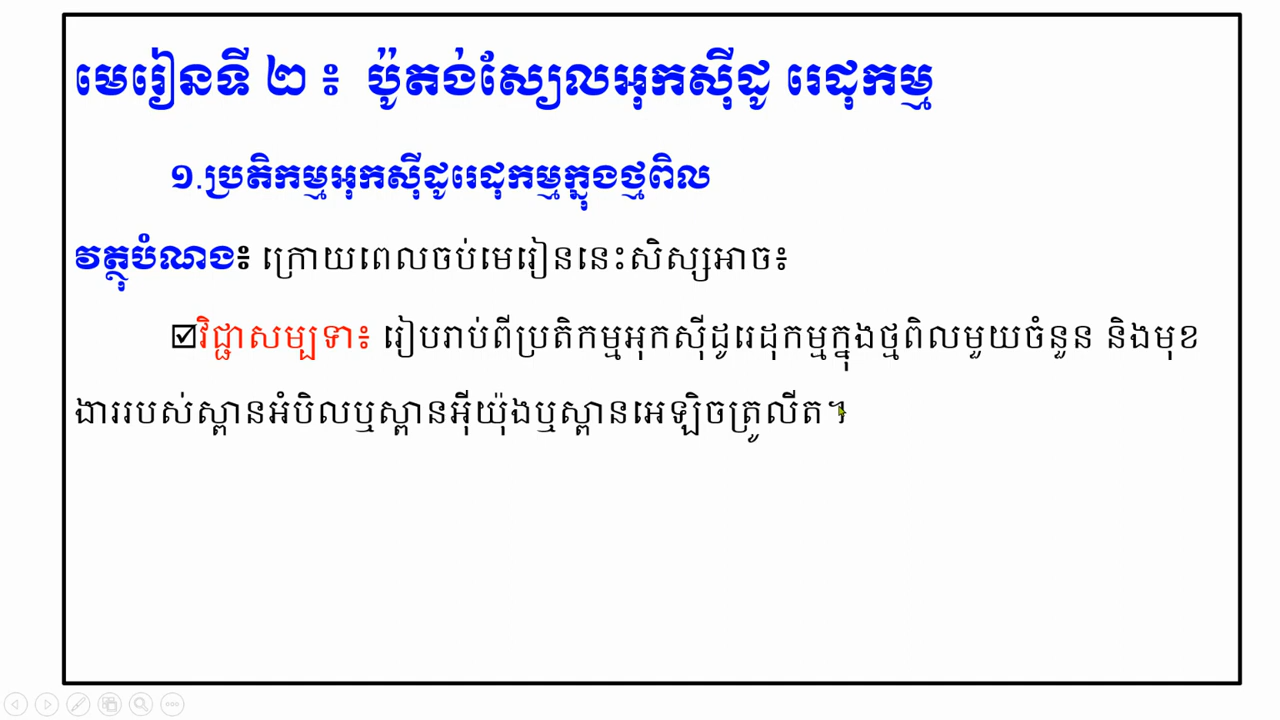 មេរៀនទី ២ ៖ ប៉ូតង់ស្យែលអុកស៊ីដូ រេដុកម្ម
១.ប្រតិកម្មអុកស៊ីដូរេដុកម្មក្នុងថ្មពិល
វត្ថុបំណង៖ ក្រោយពេលចប់មេរៀននេះសិស្សអាច៖
☑វិជ្ជាសម្បទា៖ រៀបរាប់ពីប្រតិកម្មអុកស៊ីដូរេដុកម្មក្នុងថ្មពិលមួយចំនួន និងមុខ
ងាររបស់ស្ពានអំបិលឬស្ពានអ៊ីយ៉ុងឬស្ពានអេឡិចត្រូលីត។